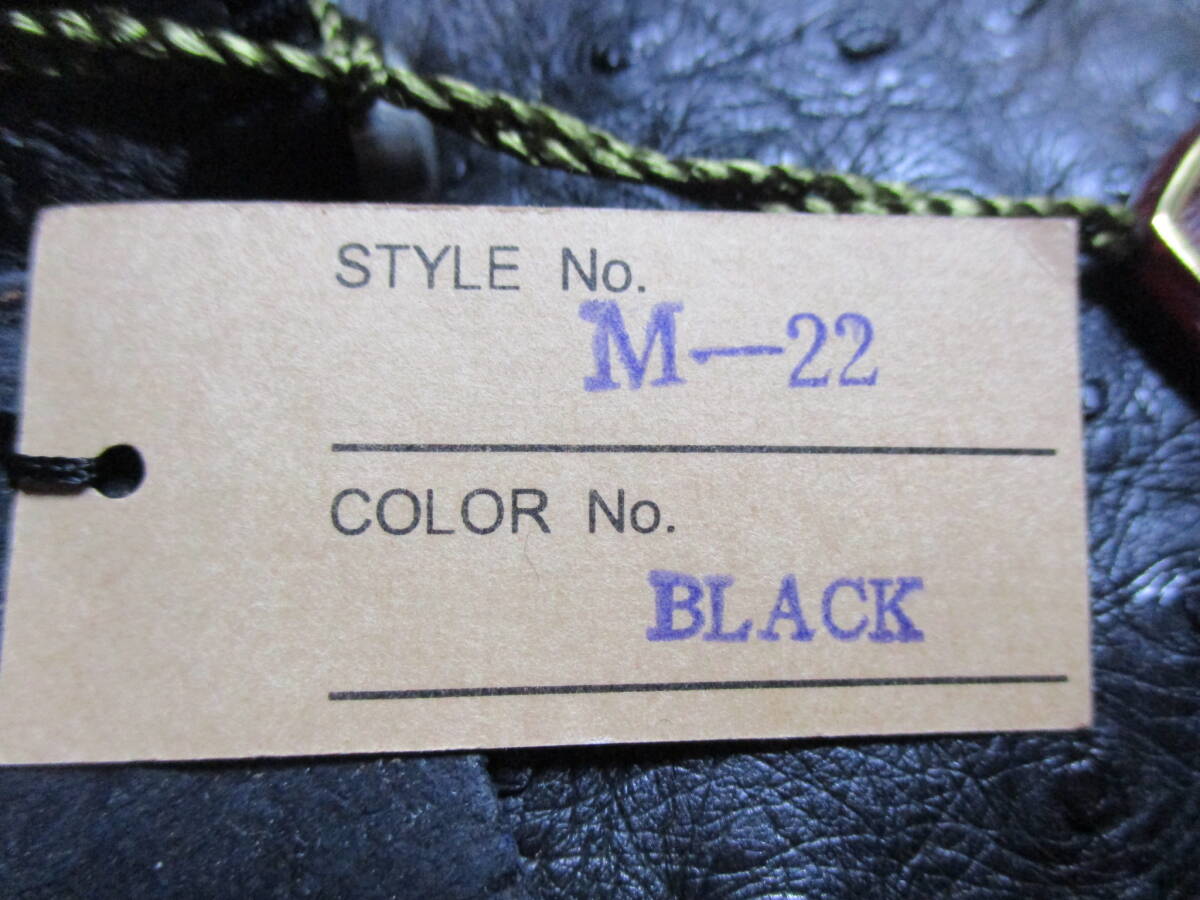 STYLE No.
M—22
COLOR No.
BLACK